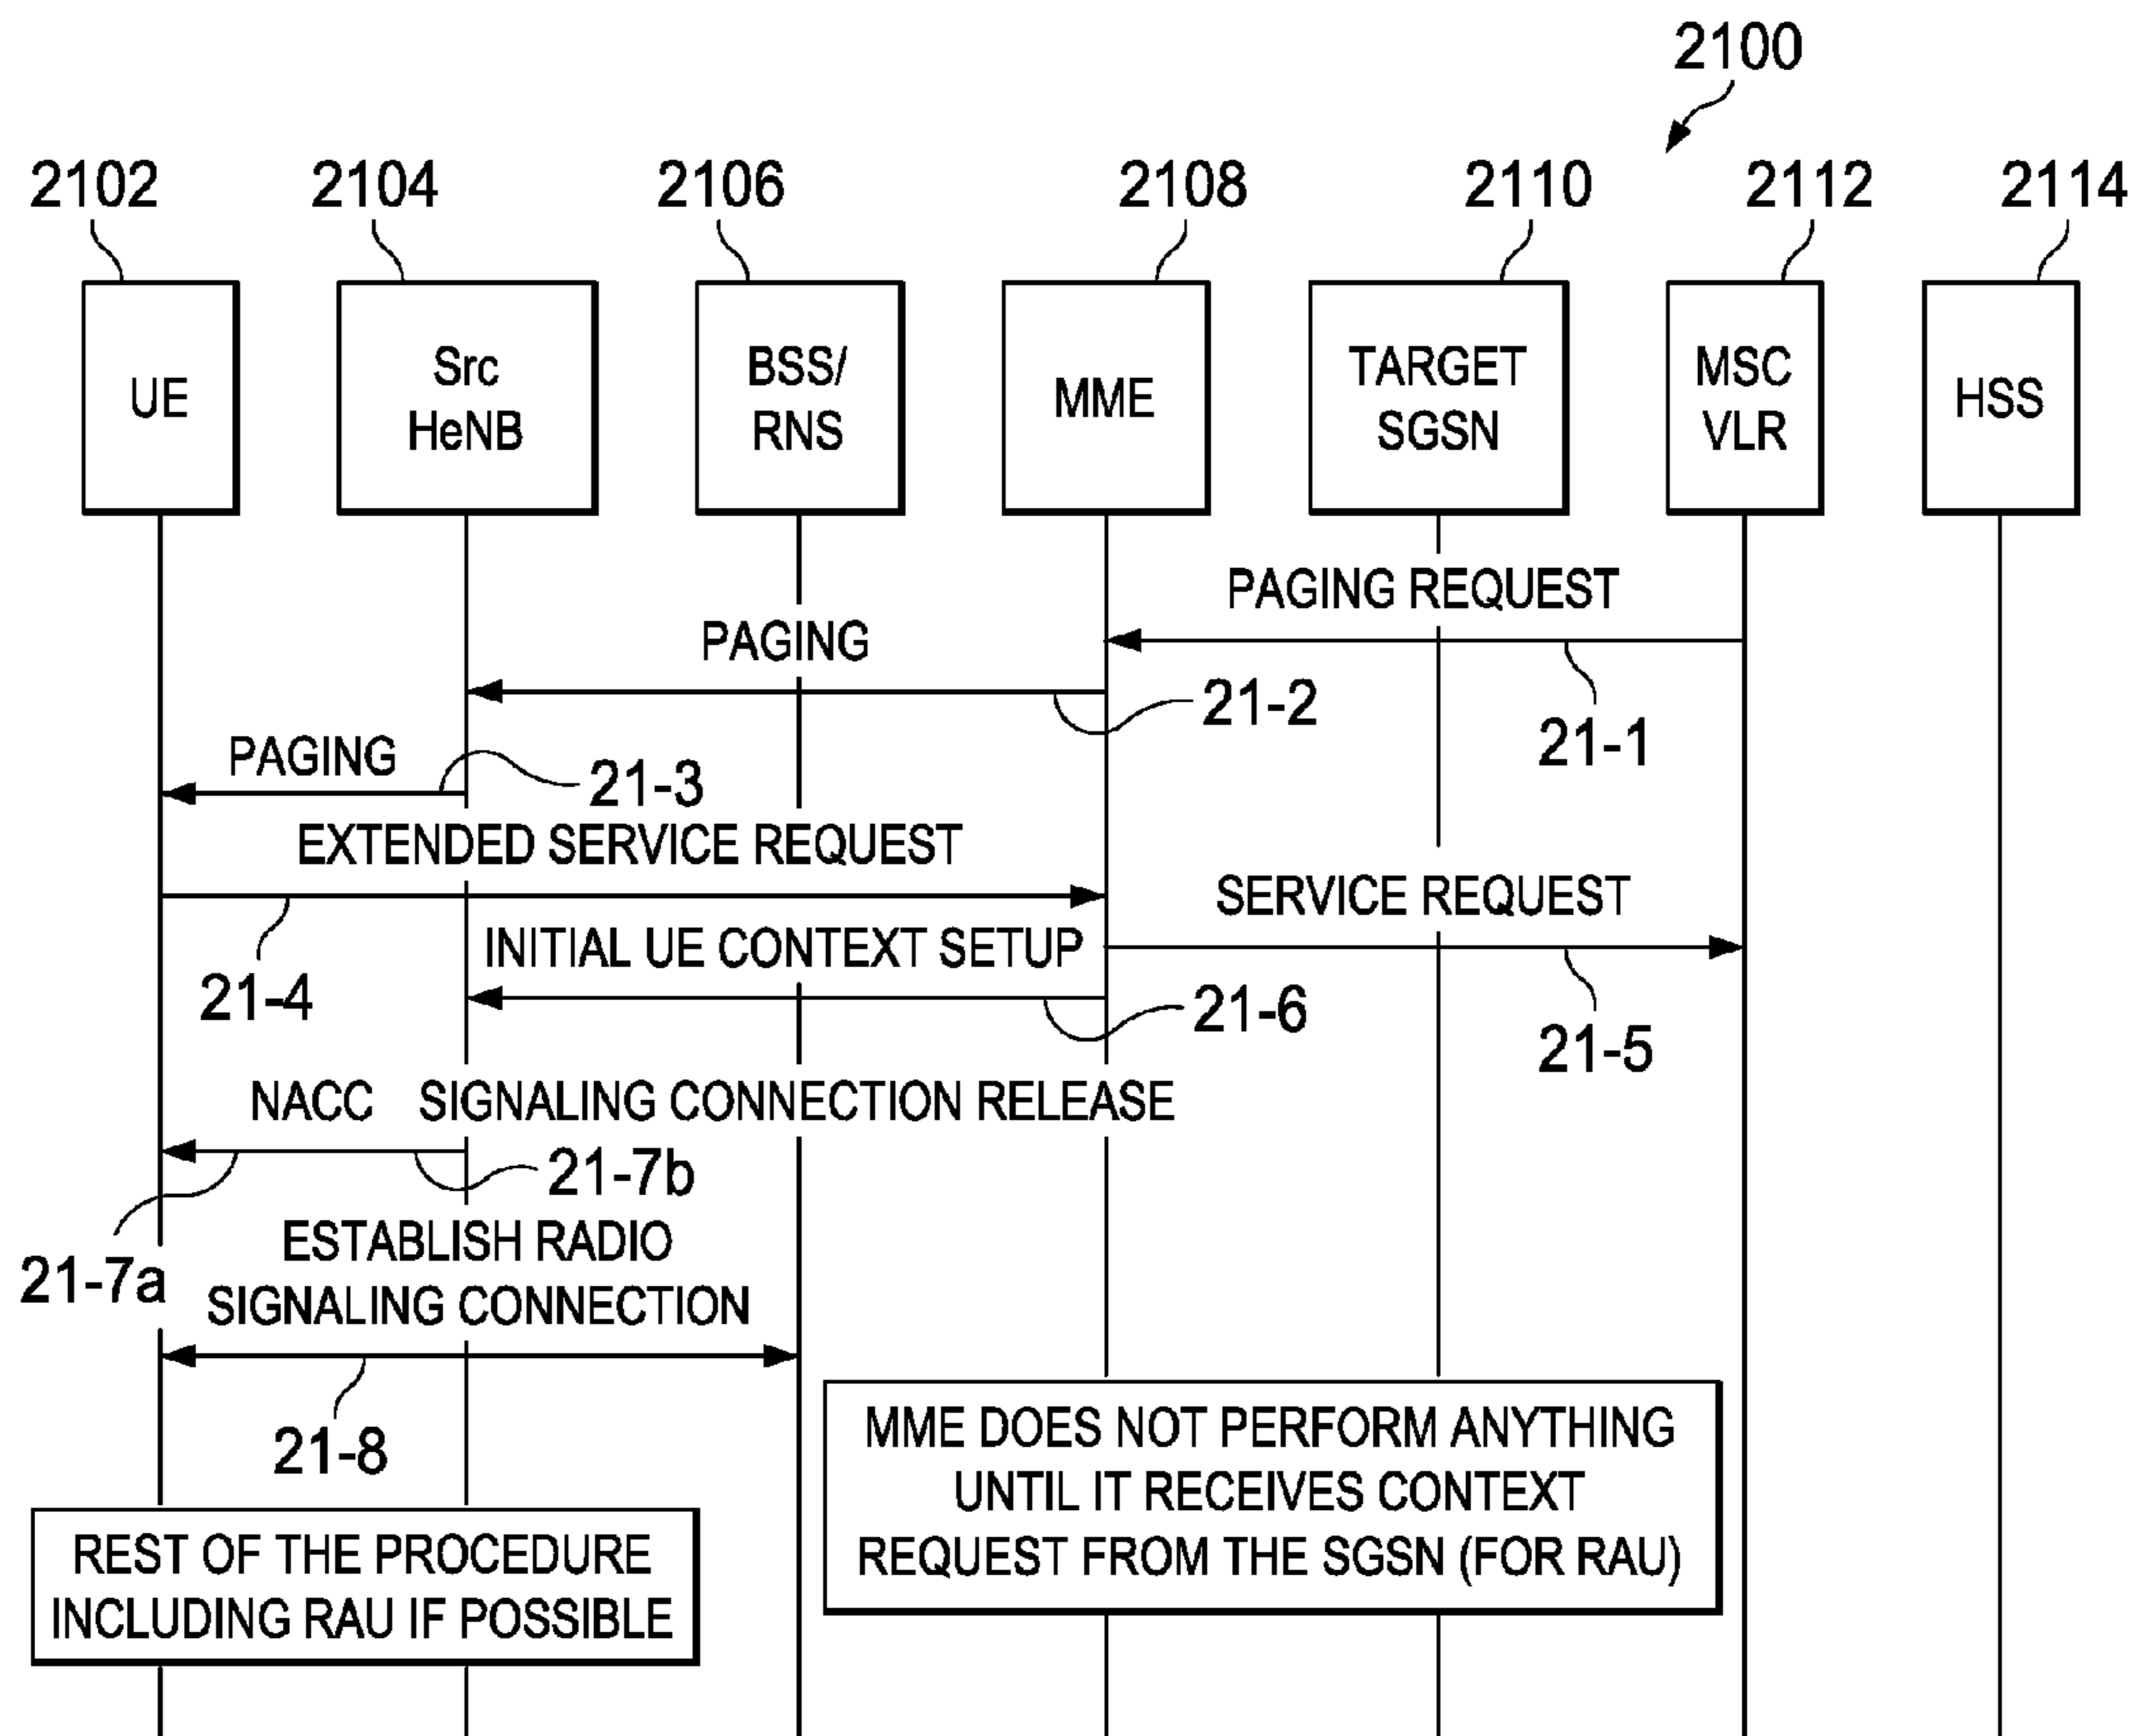 2100
2102
2104
2106
2108
2110
2112
2114
UE
Src
HeNB
BSS/
RNS
MME
TARGET
SGSN
MSC
VLR
HSS
PAGING REQUEST
21-1
PAGING
21-2
PAGING
21-3
EXTENDED SERVICE REQUEST
21-4
SERVICE REQUEST
21-5
INITIAL UE CONTEXT SETUP
21-6
NACC
SIGNALING CONNECTION RELEASE
21-7b
21-7a
ESTABLISH RADIO
SIGNALING CONNECTION
21-8
MME DOES NOT PERFORM ANYTHING
UNTIL IT RECEIVES CONTEXT
REQUEST FROM THE SGSN (FOR RAU)
REST OF THE PROCEDURE
INCLUDING RAU IF POSSIBLE